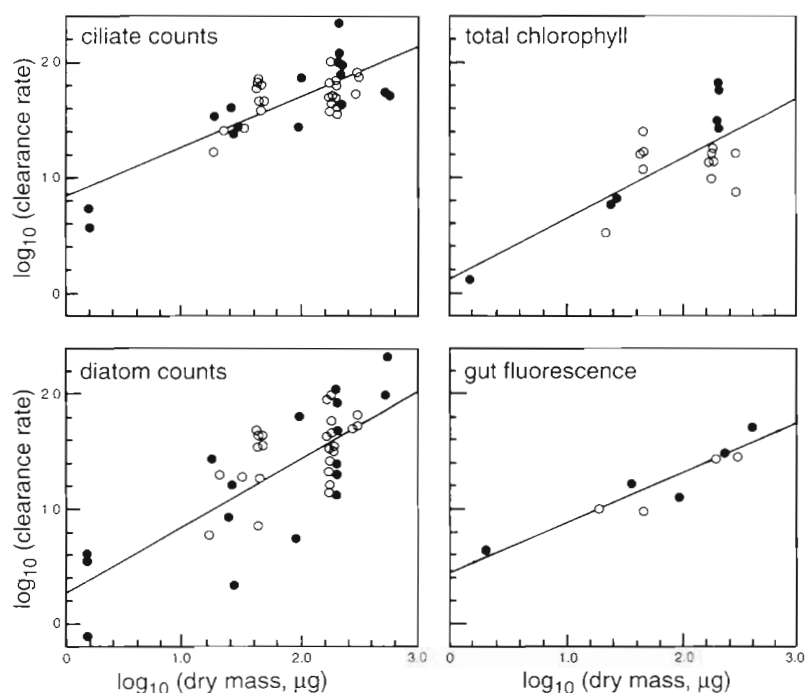 ciliate counts
total chlorophyll
2 0
1.0
0
log10 (clearance rate)
diatom counts
gut fluorescence
2 0
1.0
0
log10 (clearance rate)
0 1.0 2.0 3.0
0 1.0 2.0 3.0
log10 (dry mass, µg)
log10 (dry mass, µg)